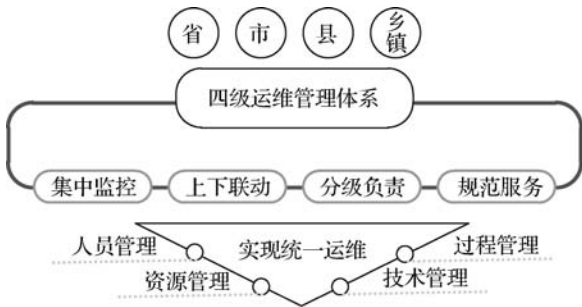 省 市 县 乡镇
四级运维管理体系
集中监控 上下联动 分级负责 规范服务
人员管理 实现统一运维 过程管理
资源管理 技术管理